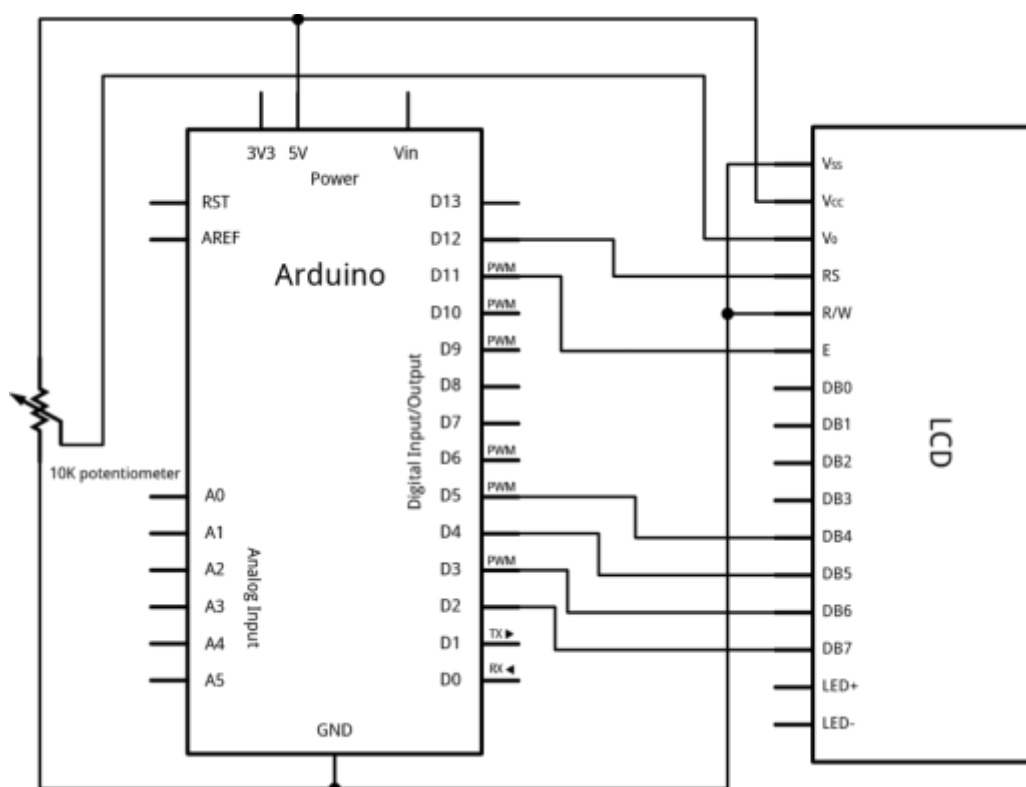 3V3 5V Vin
Power
RST
AREF
Arduino
10K potentiometer
A0
A1
A2
A3
A4
A5
Analog Input
D13
D12
D11 PWM
D10 PWM
D9 PWM
D8
D7
D6 PWM
D5 PWM
D4
D3 PWM
D2
D1 TX
D0 RX
Digital Input/Output
GND
Vss
Vcc
V0
RS
R/W
E
DB0
DB1
DB2
DB3
DB4
DB5
DB6
DB7
LED+
LED-
LCD